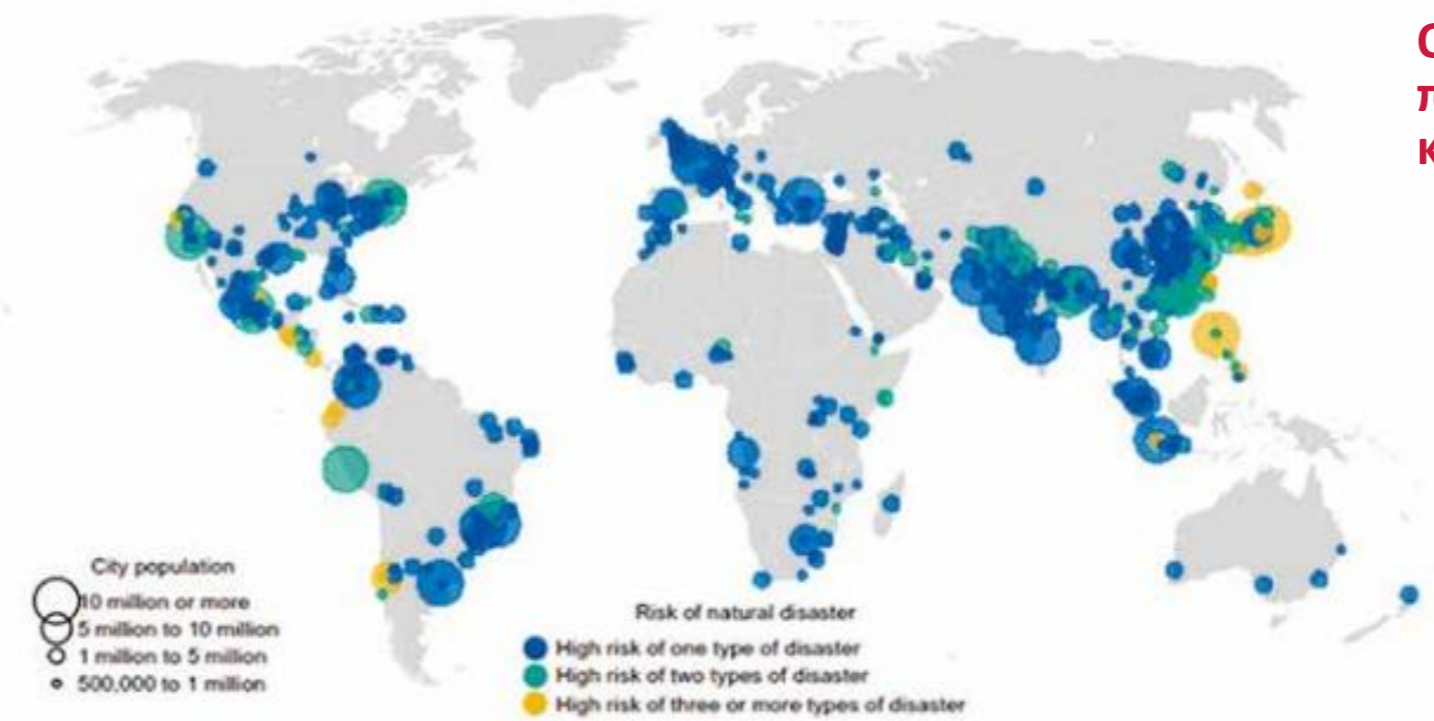 City population
10 million or more
5 million to 10 million
1 million to 5 million
500,000 to 1 million
Risk of natural disaster
High risk of one type of disaster
High risk of two types of disaster
High risk of three or more types of disaster